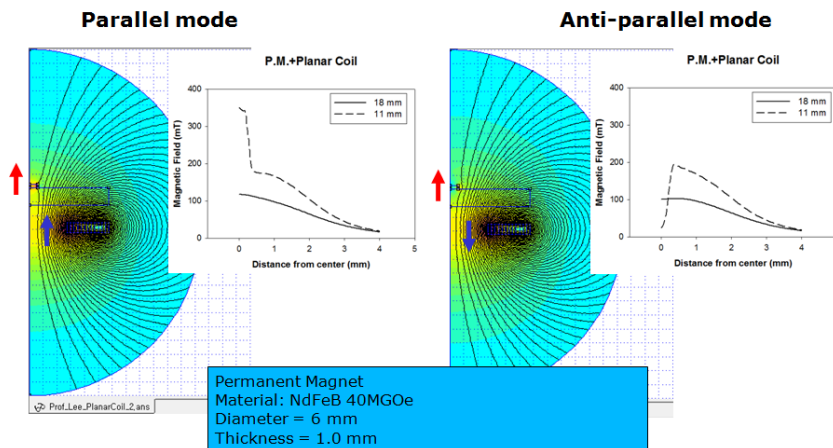 Parallel mode
Anti-parallel mode
P.M.+Planar Coil
400
300
200
100
0
Magnetic Field (mT)
18 mm
11 mm
0 1 2 3 4 5
Distance from center (mm)
P.M.+Planar Coil
400
300
200
100
0
Magnetic Field (mT)
18 mm
11 mm
0 1 2 3 4
Distance from center (mm)
Prof_Lee_PlanarCoil_2.ans
Permanent Magnet
Material: NdFeB 40MGOe
Diameter = 6 mm
Thickness = 1.0 mm